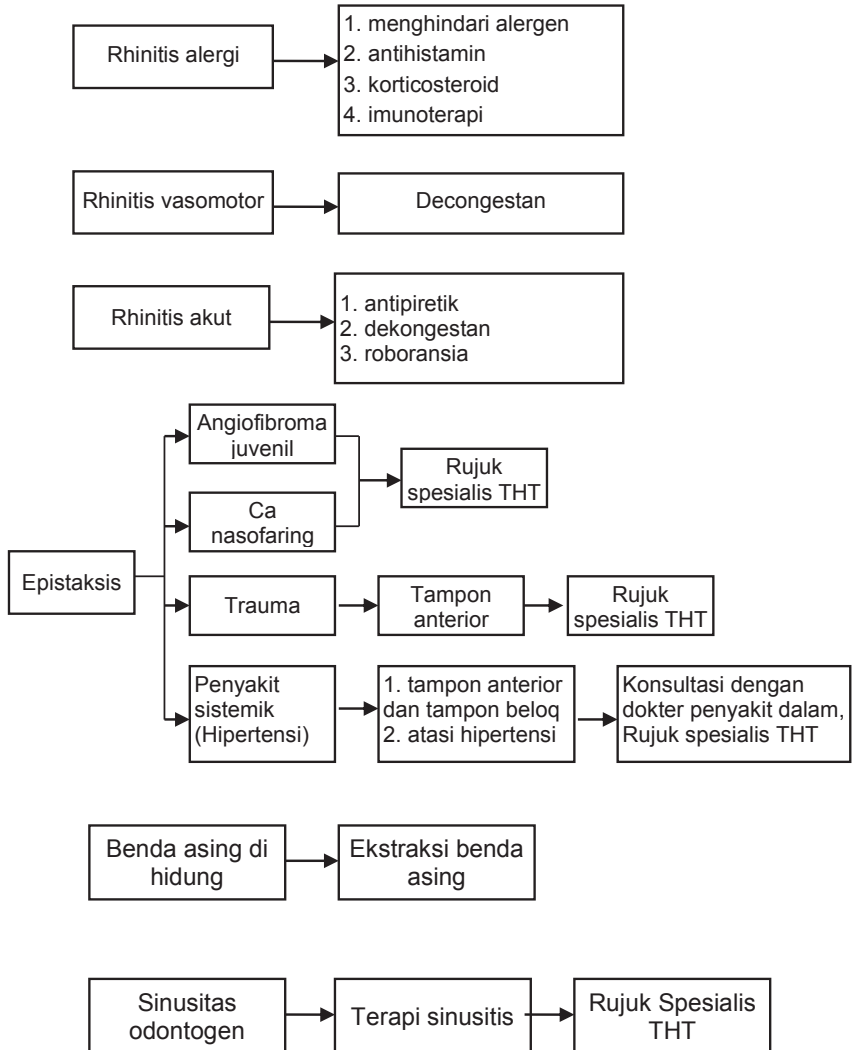 Rhinitis alergi
1. menghindari alergen
2. antihistamin
3. korticosteroid
4. imunoterapi
Rhinitis vasomotor
Decongestan
Rhinitis akut
1. antipiretik
2. dekongestan
3. roboransia
Epistaksis
Angiofibroma
juvenil
Ca
nasofaring
Rujuk
spesialis THT
Trauma
Tampon
anterior
Rujuk
spesialis THT
Penyakit
sistemik
(Hipertensi)
1. tampon anterior
dan tampon beloq
2. atasi hipertensi
Konsultasi dengan
dokter penyakit dalam,
Rujuk spesialis THT
Benda asing di
hidung
Ekstraksi benda
asing
Sinusitas
odontogen
Terapi sinusitis
Rujuk Spesialis
THT